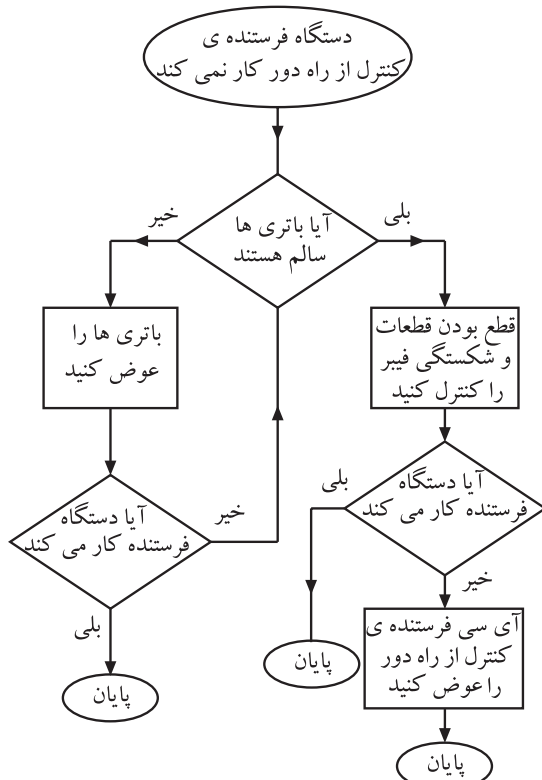 دستگاه فرستنده ی
کنترل از راه دور کار نمی کند
آیا باتری ها
سالم هستند
بلی
خیر
قطع بودن قطعات
و شکستگی فیبر
را کنترل کنید
باتری ها را
عوض کنید
آیا دستگاه
فرستنده کار می کند
بلی
خیر
آیا دستگاه
فرستنده کار می کند
خیر
بلی
آی سی فرستنده ی
کنترل از راه دور
را عوض کنید
پایان
پایان
پایان